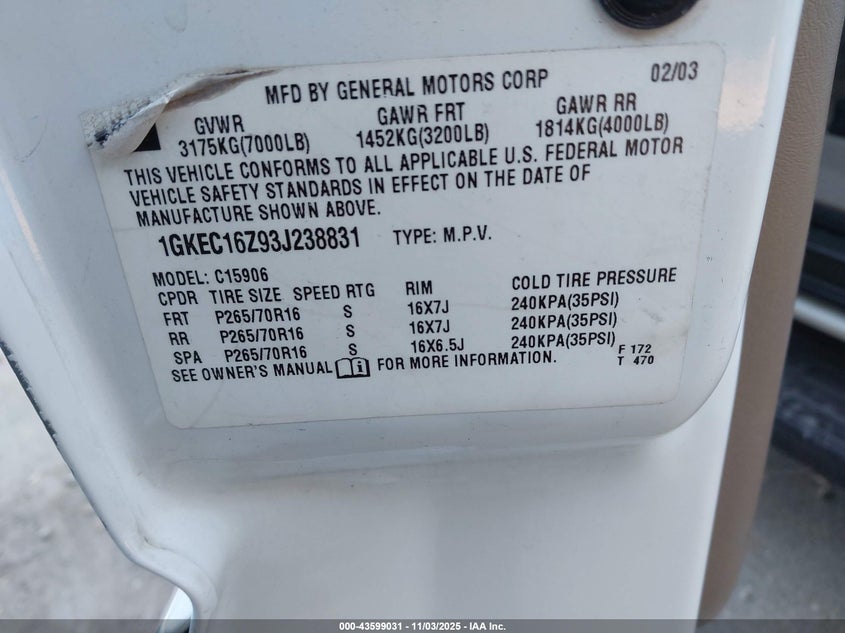 MFD BY GENERAL MOTORS CORP 02/03
GVWR GAWR FRT GAWR RR
3175KG(7000LB) 1452KG(3200LB) 1814KG(4000LB)
THIS VEHICLE CONFORMS TO ALL APPLICABLE U.S. FEDERAL MOTOR
VEHICLE SAFETY STANDARDS IN EFFECT ON THE DATE OF
MANUFACTURE SHOWN ABOVE.
1GKEC16Z93J238831 TYPE: M.P.V.
MODEL: C15906
CPDR TIRE SIZE SPEED RTG RIM COLD TIRE PRESSURE
FRT P265/70R16 S 16X7J 240KPA(35PSI)
RR P265/70R16 S 16X7J 240KPA(35PSI)
SPA P265/70R16 S 16X6.5J 240KPA(35PSI)
SEE OWNER'S MANUAL FOR MORE INFORMATION.
F 172
T 470
000-43599031 - 11/03/2025 - IAA Inc.